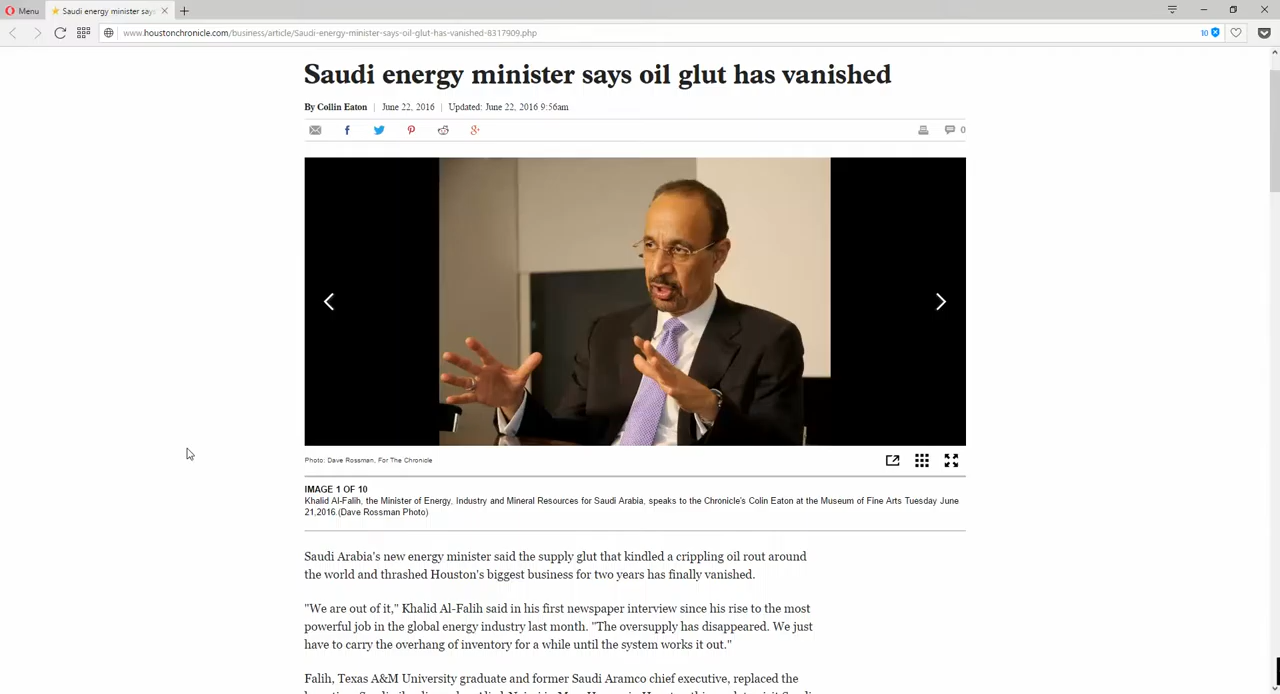 Menu
Saudi energy minister says
www.houstonchronicle.com/business/article/Saudi-energy-minister-says-oil-glut-has-vanished-8317909.php
10
Saudi energy minister says oil glut has vanished
By Collin Eaton | June 22, 2016 | Updated: June 22, 2016 9:56am
0
Photo: Dave Rossman, For The Chronicle
IMAGE 1 OF 10
Khalid Al-Falih, the Minister of Energy, Industry and Mineral Resources for Saudi Arabia, speaks to the Chronicle's Colin Eaton at the Museum of Fine Arts Tuesday June
21,2016.(Dave Rossman Photo)
Saudi Arabia's new energy minister said the supply glut that kindled a crippling oil rout around
the world and thrashed Houston's biggest business for two years has finally vanished.
"We are out of it," Khalid Al-Falih said in his first newspaper interview since his rise to the most
powerful job in the global energy industry last month. "The oversupply has disappeared. We just
have to carry the overhang of inventory for a while until the system works it out."
Falih, Texas A&M University graduate and former Saudi Aramco chief executive, replaced the